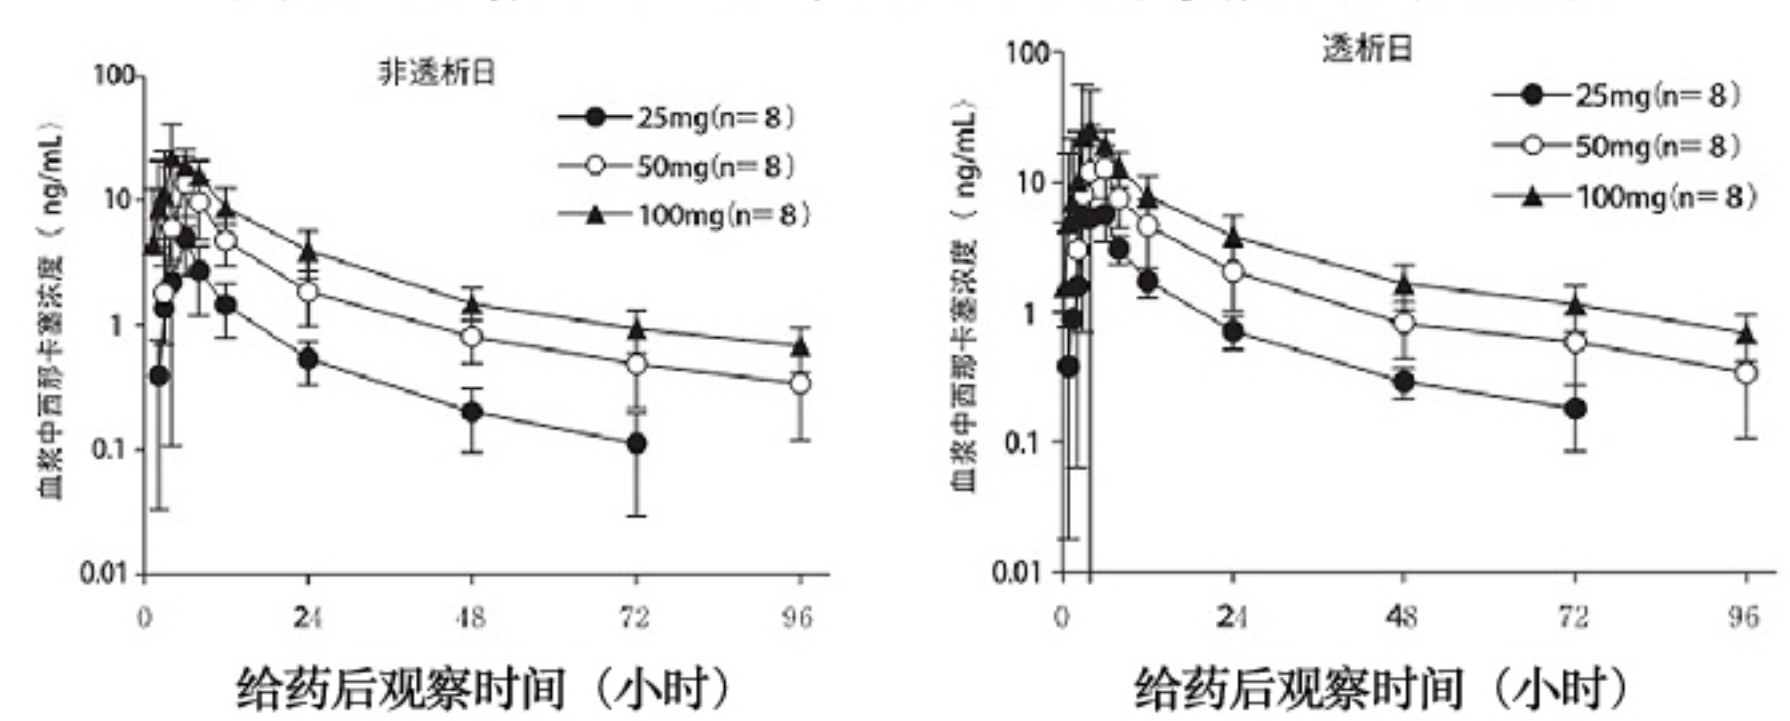 非透析日
100
10
1
0.1
0.01
血浆中西那卡塞浓度（ng/mL）
25mg(n=8)
50mg(n=8)
100mg(n=8)
0 24 48 72 96
给药后观察时间（小时）
透析日
100
10
1
0.1
0.01
血浆中西那卡塞浓度（ng/mL）
25mg(n=8)
50mg(n=8)
100mg(n=8)
0 24 48 72 96
给药后观察时间（小时）